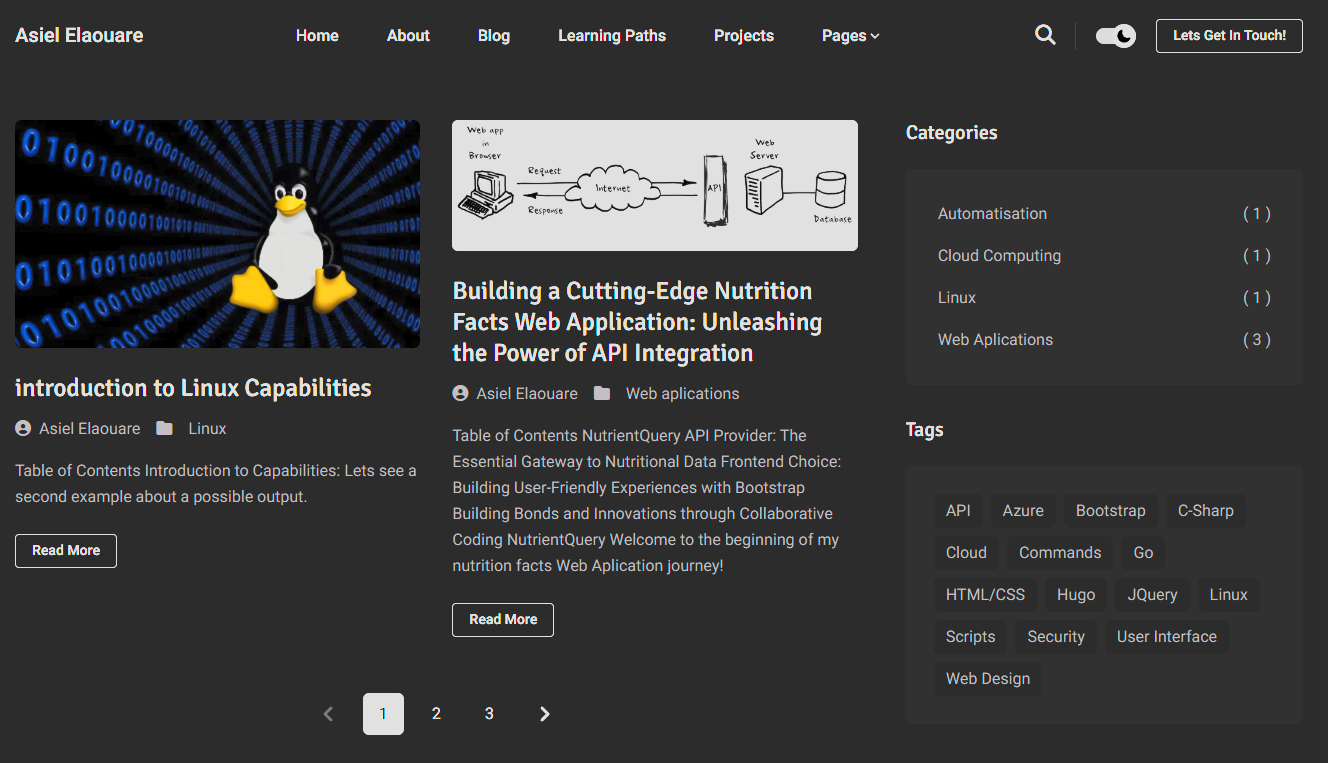 Asiel Elaouare
Home About Blog Learning Paths Projects Pages
Lets Get In Touch!
introduction to Linux Capabilities
Asiel Elaouare Linux
Table of Contents Introduction to Capabilities: Lets see a
second example about a possible output.
Read More
Web app
in
Browser
Request
Response
Internet
API
Web
Server
Database
Building a Cutting-Edge Nutrition
Facts Web Application: Unleashing
the Power of API Integration
Asiel Elaouare Web aplications
Table of Contents NutrientQuery API Provider: The
Essential Gateway to Nutritional Data Frontend Choice:
Building User-Friendly Experiences with Bootstrap
Building Bonds and Innovations through Collaborative
Coding NutrientQuery Welcome to the beginning of my
nutrition facts Web Aplication journey!
Read More
1 2 3
Categories
Automatisation ( 1 )
Cloud Computing ( 1 )
Linux ( 1 )
Web Aplications ( 3 )
Tags
API Azure Bootstrap C-Sharp
Cloud Commands Go
HTML/CSS Hugo JQuery Linux
Scripts Security User Interface
Web Design